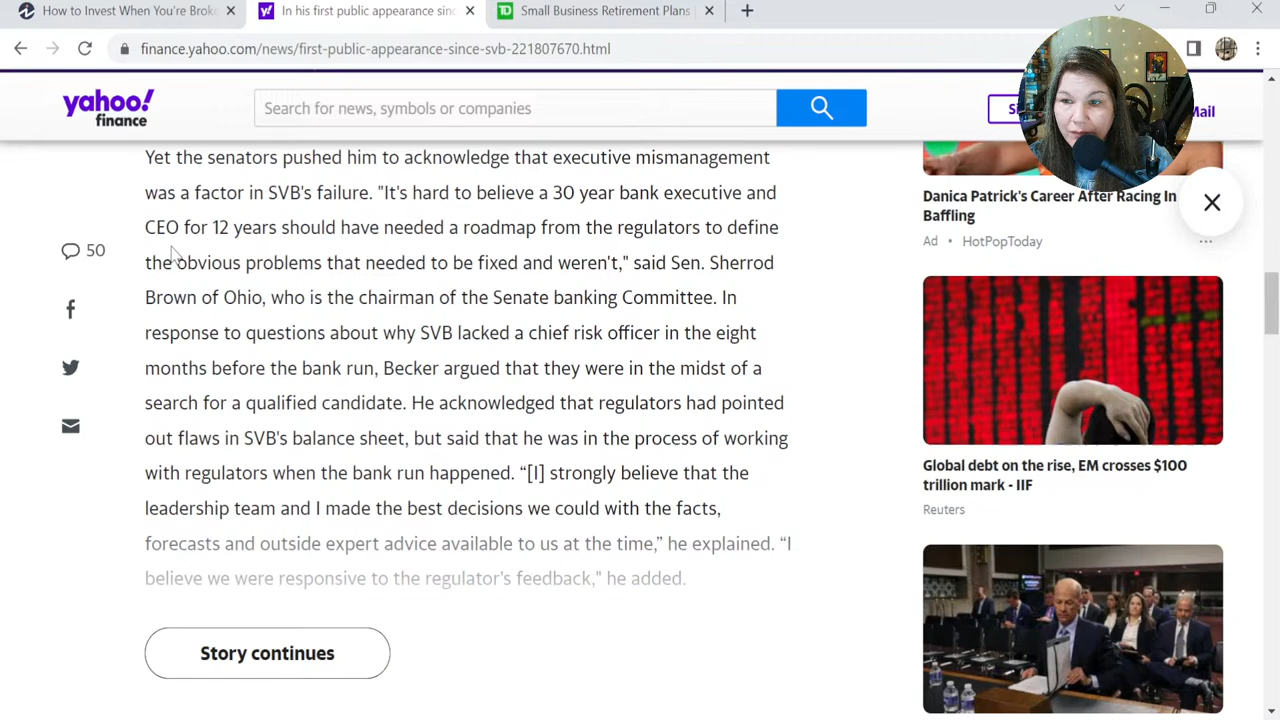 How to Invest When You're Broke
In his first public appearance sinc
Small Business Retirement Plans
finance.yahoo.com/news/first-public-appearance-since-svb-221807670.html
yahoo!
finance
Search for news, symbols or companies
Mail
Yet the senators pushed him to acknowledge that executive mismanagement
was a factor in SVB's failure. "It's hard to believe a 30 year bank executive and
CEO for 12 years should have needed a roadmap from the regulators to define
the obvious problems that needed to be fixed and weren't," said Sen. Sherrod
Brown of Ohio, who is the chairman of the Senate banking Committee. In
response to questions about why SVB lacked a chief risk officer in the eight
months before the bank run, Becker argued that they were in the midst of a
search for a qualified candidate. He acknowledged that regulators had pointed
out flaws in SVB's balance sheet, but said that he was in the process of working
with regulators when the bank run happened. “[I] strongly believe that the
leadership team and I made the best decisions we could with the facts,
forecasts and outside expert advice available to us at the time,” he explained. “I
believe we were responsive to the regulator's feedback," he added.
50
Story continues
Danica Patrick's Career After Racing In
Baffling
Ad • HotPopToday
Global debt on the rise, EM crosses $100
trillion mark - IIF
Reuters